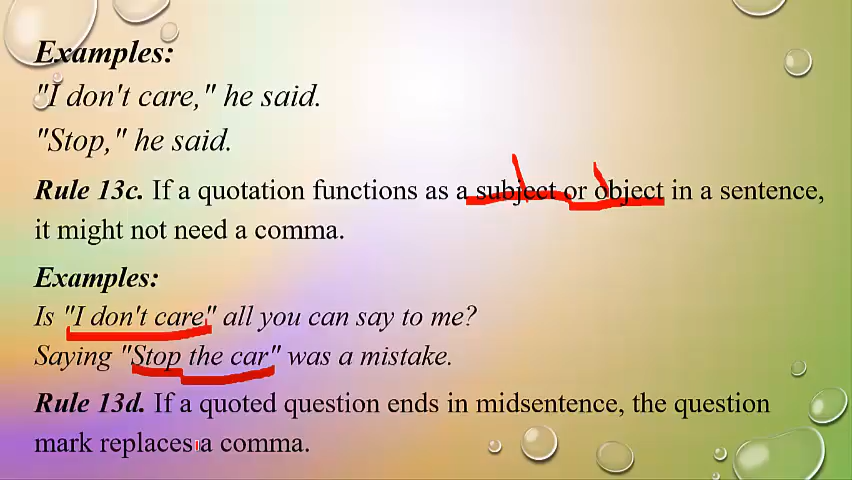 Examples:
"I don't care," he said.
"Stop," he said.
Rule 13c. If a quotation functions as a subject or object in a sentence,
it might not need a comma.
Examples:
Is "I don't care" all you can say to me?
Saying "Stop the car" was a mistake.
Rule 13d. If a quoted question ends in midsentence, the question
mark replaces a comma.